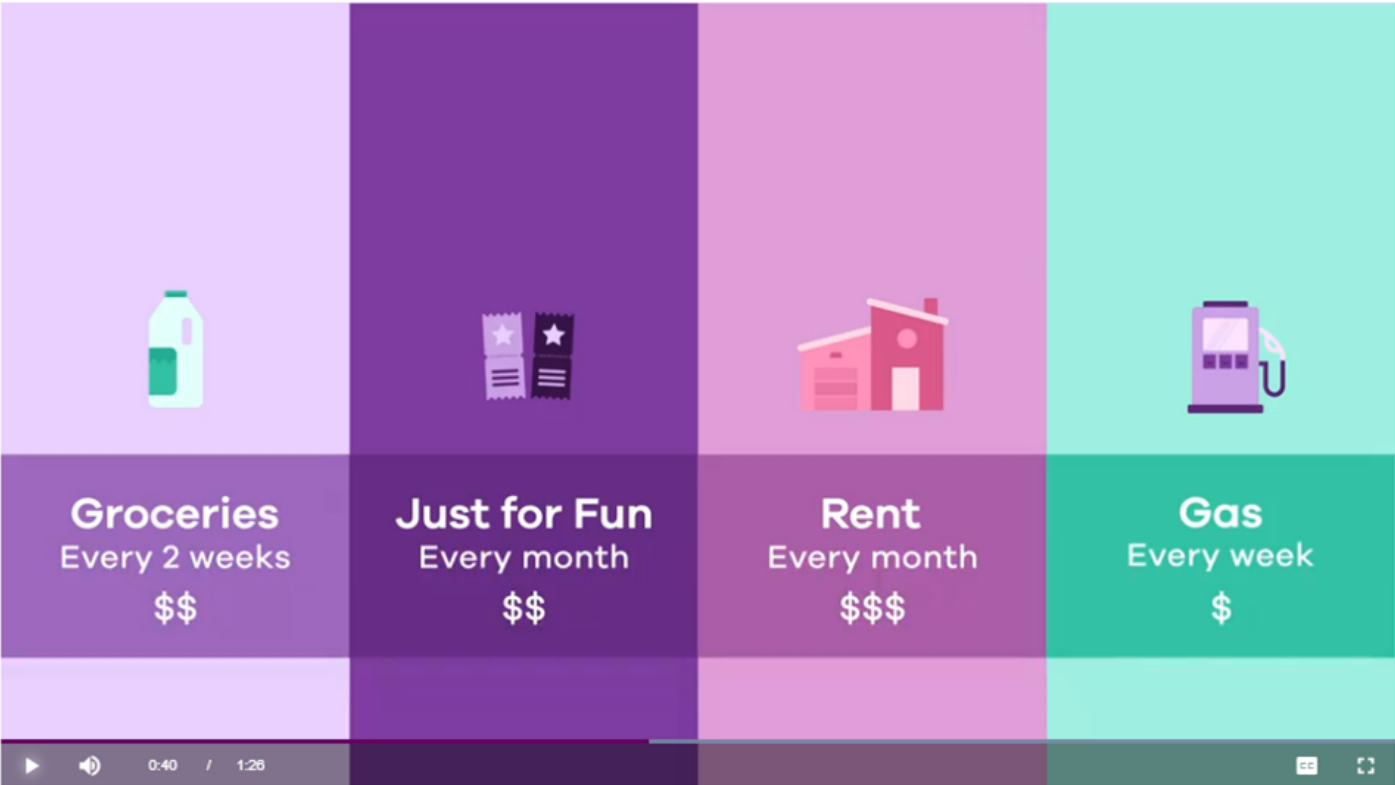 Groceries
Every 2 weeks
$$
Just for Fun
Every month
$$
Rent
Every month
$$$
Gas
Every week
$
0:40 / 1:26
CC